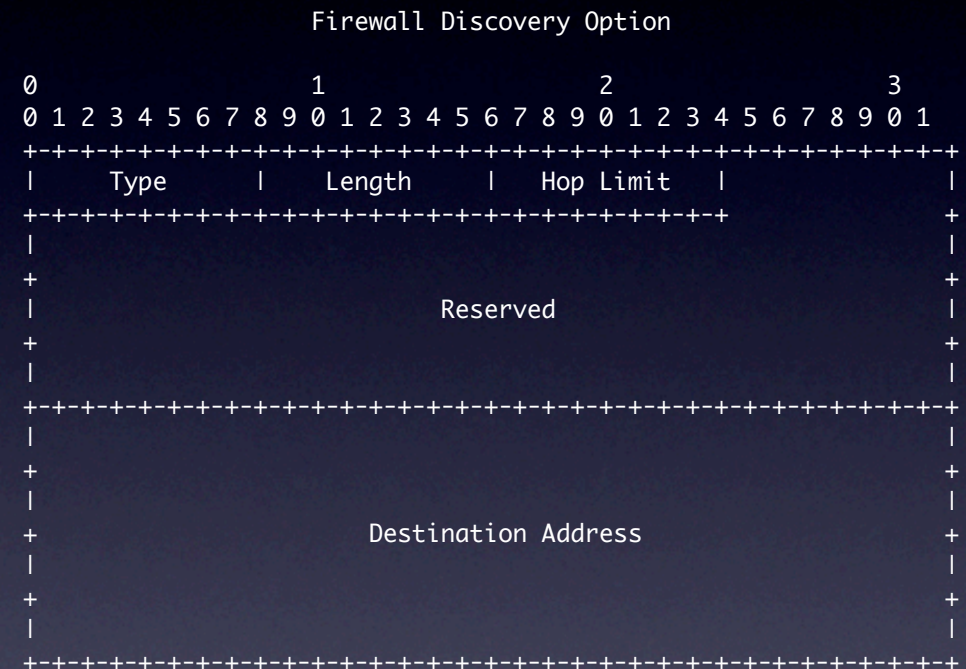 Firewall Discovery Option
0                   1                   2                   3
0 1 2 3 4 5 6 7 8 9 0 1 2 3 4 5 6 7 8 9 0 1 2 3 4 5 6 7 8 9 0 1
+-+-+-+-+-+-+-+-+-+-+-+-+-+-+-+-+-+-+-+-+-+-+-+-+-+-+-+-+-+-+-+-+
|     Type      |    Length     |   Hop Limit   |               |
+-+-+-+-+-+-+-+-+-+-+-+-+-+-+-+-+-+-+-+-+-+-+-+-+               +
|                                                               |
+                                                               +
|                            Reserved                           |
+                                                               +
|                                                               |
+-+-+-+-+-+-+-+-+-+-+-+-+-+-+-+-+-+-+-+-+-+-+-+-+-+-+-+-+-+-+-+-+
|                                                               |
+                                                               +
|                                                               |
+                       Destination Address                     +
|                                                               |
+                                                               +
|                                                               |
+-+-+-+-+-+-+-+-+-+-+-+-+-+-+-+-+-+-+-+-+-+-+-+-+-+-+-+-+-+-+-+-+